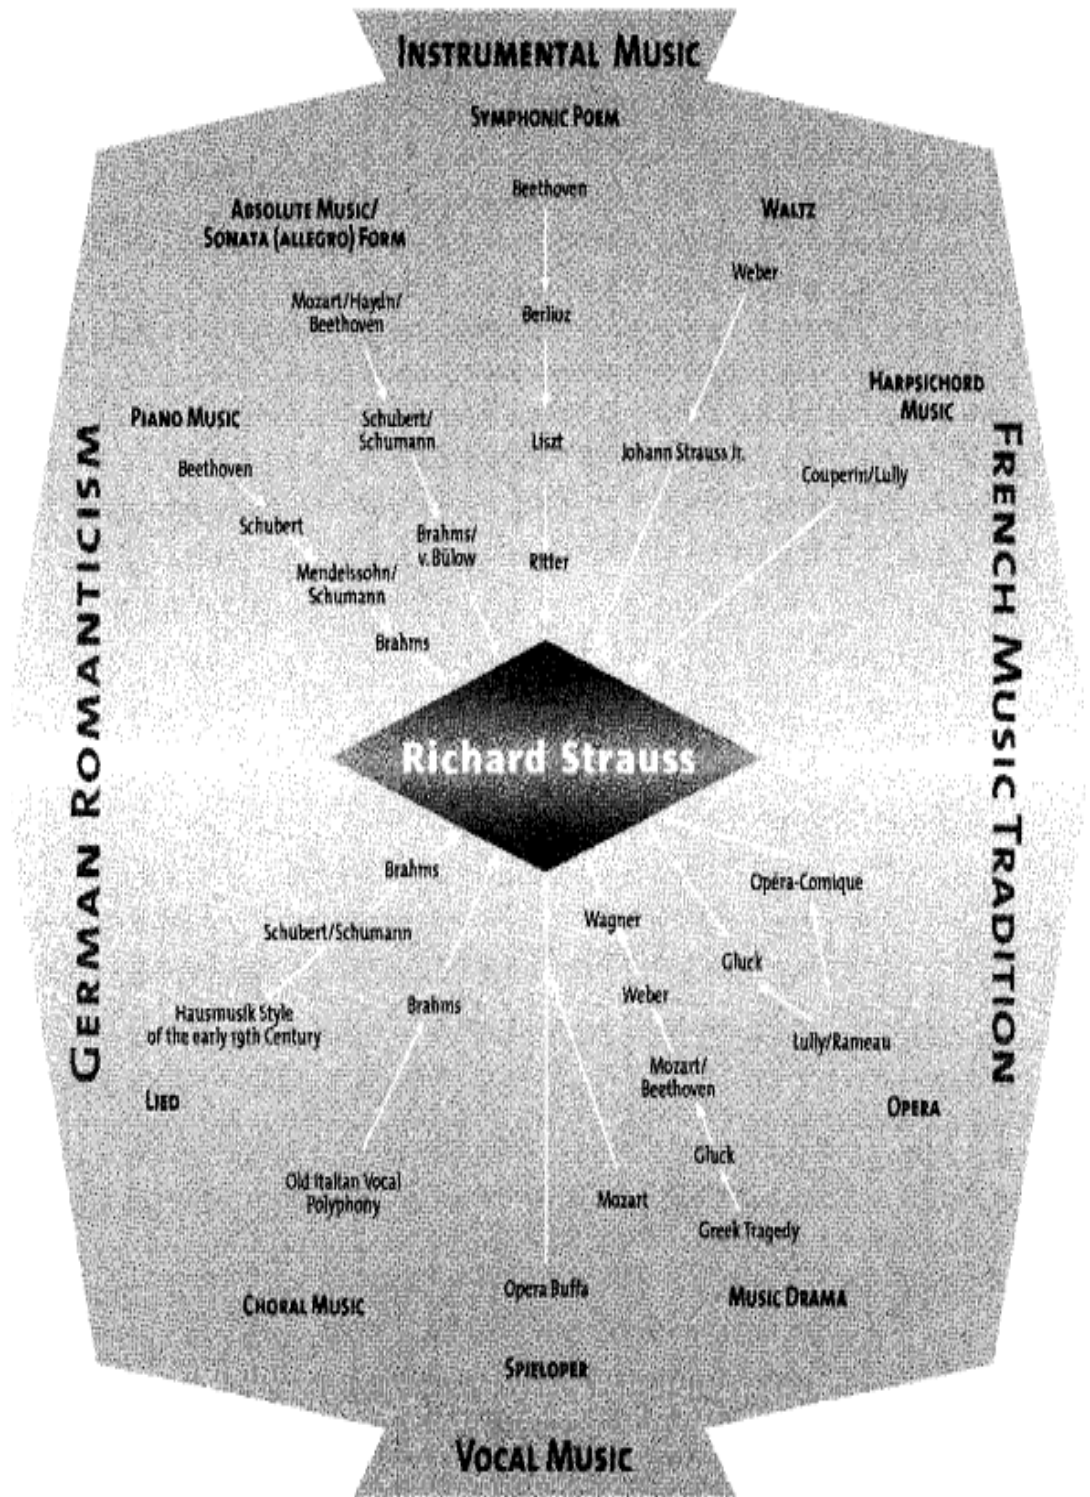 INSTRUMENTAL MUSIC
SYMPHONIC POEM
Beethoven
Berlioz
Liszt
Ritter
ABSOLUTE MUSIC/
SONATA (ALLEGRO) FORM
Mozart/Haydn/
Beethoven
Schubert/
Schumann
Brahms/
v. Bülow
WALTZ
Weber
Johann Strauss Jr.
HARPSICHORD
MUSIC
Couperin/Lully
PIANO MUSIC
Beethoven
Schubert
Mendelssohn/
Schumann
Brahms
GERMAN ROMANTICISM
FRENCH MUSIC TRADITION
Richard Strauss
Brahms
Schubert/Schumann
Hausmusik Style
of the early 19th Century
LIED
Brahms
Old Italian Vocal
Polyphony
CHORAL MUSIC
Opera Buffa
Mozart
SPIELOPER
Wagner
Weber
Mozart/
Beethoven
Gluck
Greek Tragedy
MUSIC DRAMA
Opéra-Comique
Gluck
Lully/Rameau
OPERA
VOCAL MUSIC